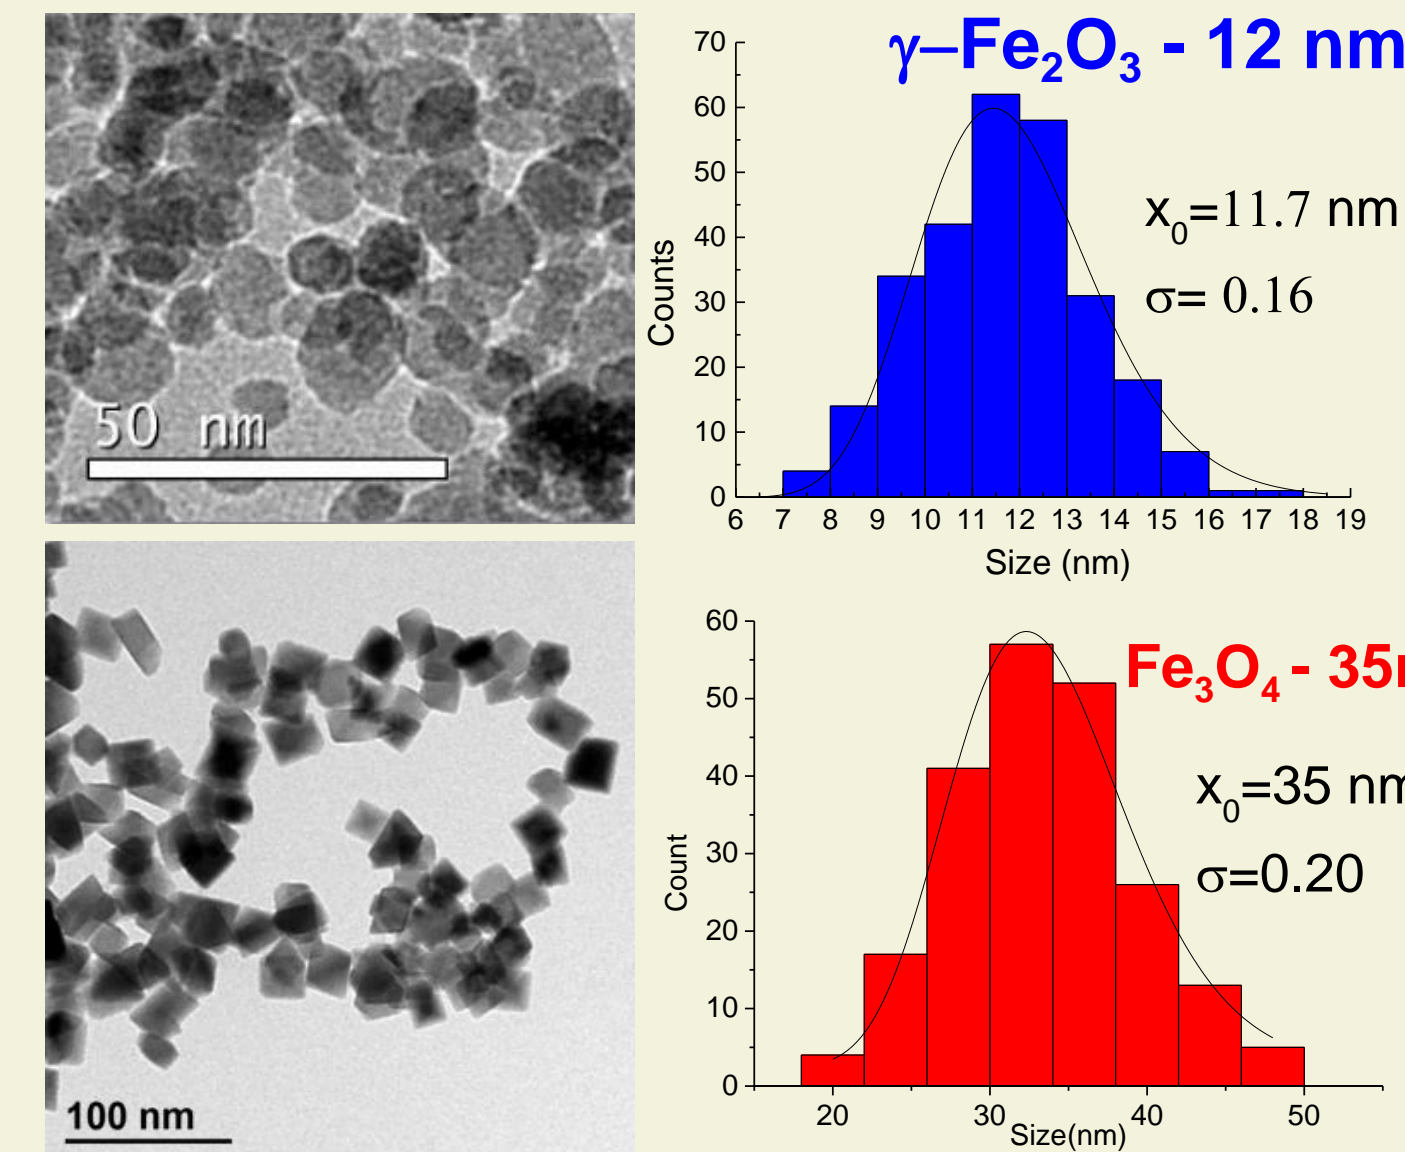 50 nm
γ–Fe₂O₃ - 12 nm
x₀=11.7 nm
σ= 0.16
Counts
70
60
50
40
30
20
10
0
6 7 8 9 10 11 12 13 14 15 16 17 18 19
Size (nm)
100 nm
Fe₃O₄ - 35n
x₀=35 nm
σ=0.20
Count
60
50
40
30
20
10
0
20 30 40 50
Size(nm)